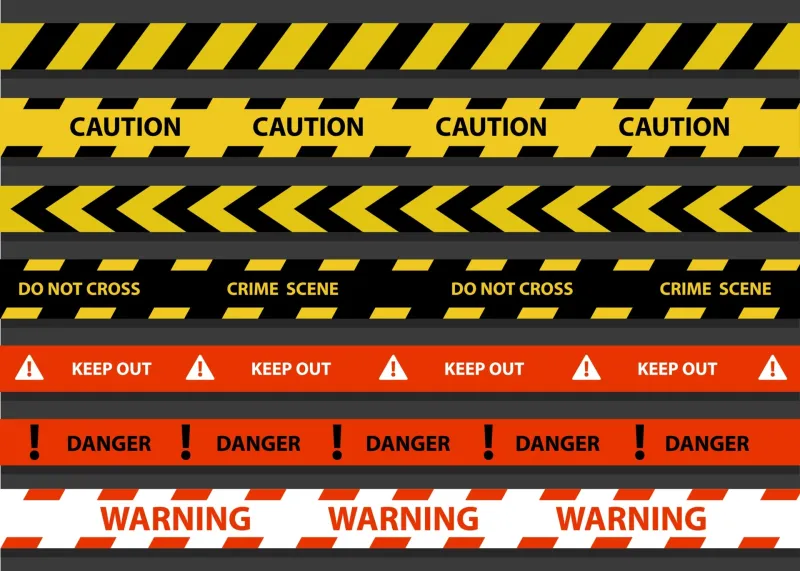 CAUTION CAUTION CAUTION CAUTION
DO NOT CROSS CRIME SCENE DO NOT CROSS CRIME SCENE
! KEEP OUT ! KEEP OUT ! KEEP OUT ! KEEP OUT !
! DANGER ! DANGER ! DANGER ! DANGER ! DANGER
WARNING WARNING WARNING